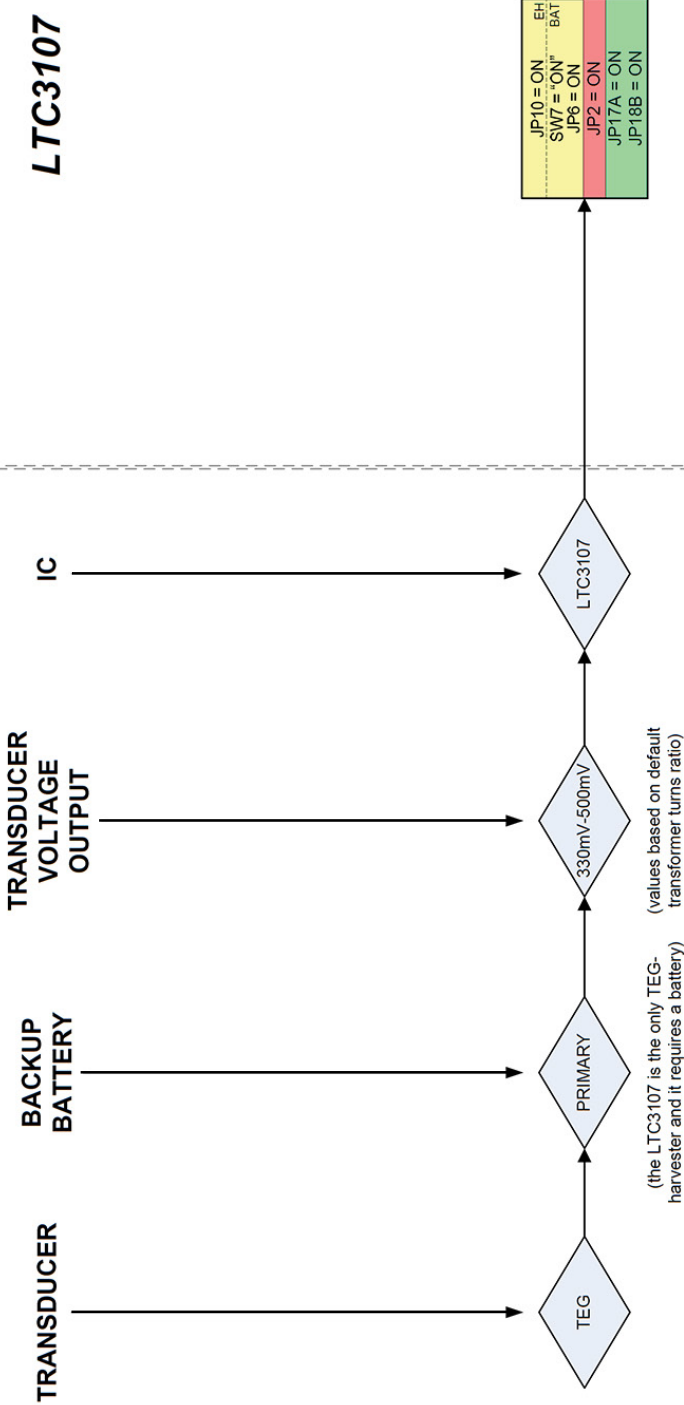 LTC3107
TRANSDUCER
BACKUP
BATTERY
TRANSDUCER
VOLTAGE
OUTPUT
IC
TEG
PRIMARY
330mV-500mV
LTC3107
JP10 = ON
EH
SW7 = "ON"
BAT
JP6 = ON
JP2 = ON
JP17A = ON
JP18B = ON
(the LTC3107 is the only TEG-
harvester and it requires a battery)
(values based on default
transformer turns ratio)